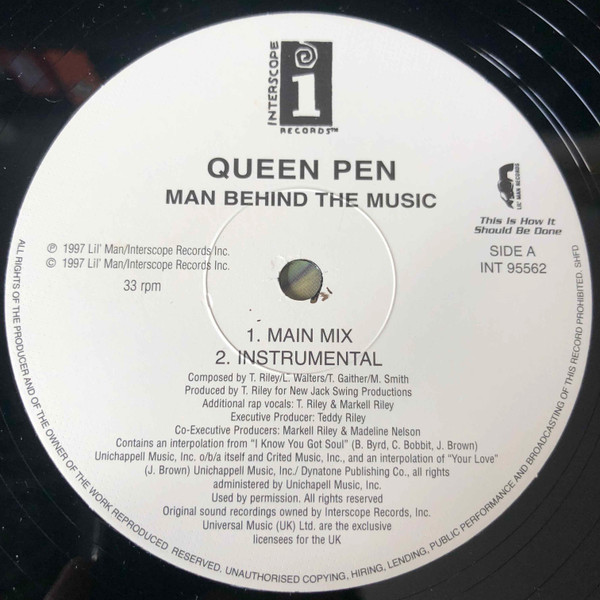 INTERSCOPE
i
RECORDS™
QUEEN PEN
MAN BEHIND THE MUSIC
LIL' MAN RECORDS
This Is How It
Should Be Done
SIDE A
INT 95562
℗ 1997 Lil' Man/Interscope Records Inc.
© 1997 Lil' Man/Interscope Records Inc.
33 rpm
1. MAIN MIX
2. INSTRUMENTAL
Composed by T. Riley/L. Walters/T. Gaither/M. Smith
Produced by T. Riley for New Jack Swing Productions
Additional rap vocals: T. Riley & Markell Riley
Executive Producer: Teddy Riley
Co-Executive Producers: Markell Riley & Madeline Nelson
Contains an interpolation from "I Know You Got Soul" (B. Byrd, C. Bobbit, J. Brown)
Unichappell Music, Inc. o/b/a itself and Crited Music, Inc., and an interpolation of "Your Love"
(J. Brown) Unichappell Music, Inc./ Dynatone Publishing Co., all rights
administered by Unichapell Music, Inc.
Used by permission. All rights reserved
Original sound recordings owned by Interscope Records, Inc.
Universal Music (UK) Ltd. are the exclusive
licensees for the UK
ALL RIGHTS OF THE PRODUCER AND OF THE OWNER OF THE WORK REPRODUCED RESERVED. UNAUTHORISED COPYING, HIRING, LENDING, PUBLIC PERFORMANCE AND BROADCASTING OF THIS RECORD PROHIBITED. SHFD